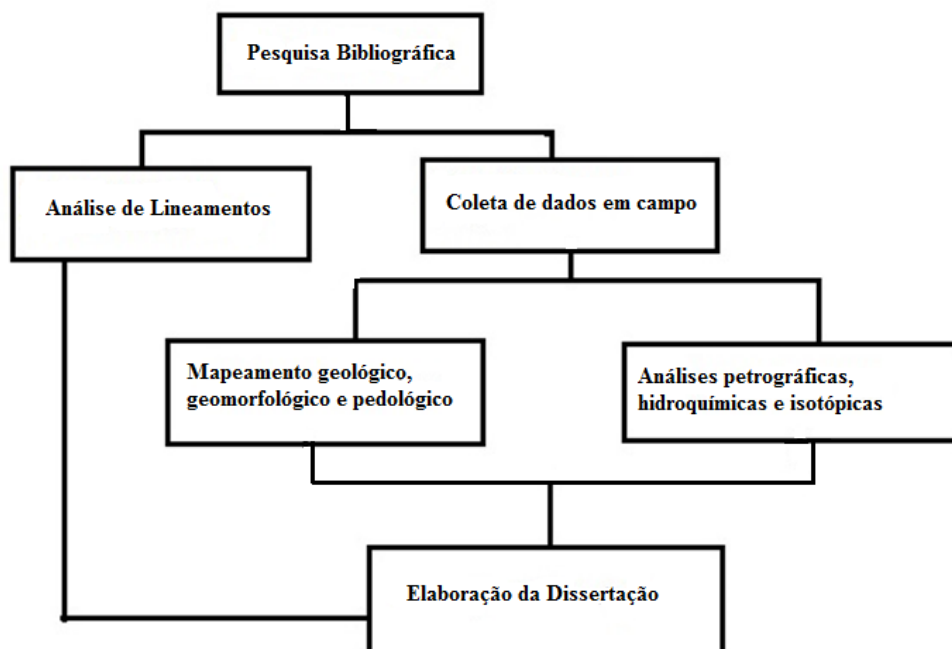 Pesquisa Bibliográfica
Análise de Lineamentos
Coleta de dados em campo
Mapeamento geológico,
geomorfológico e pedológico
Análises petrográficas,
hidroquímicas e isotópicas
Elaboração da Dissertação